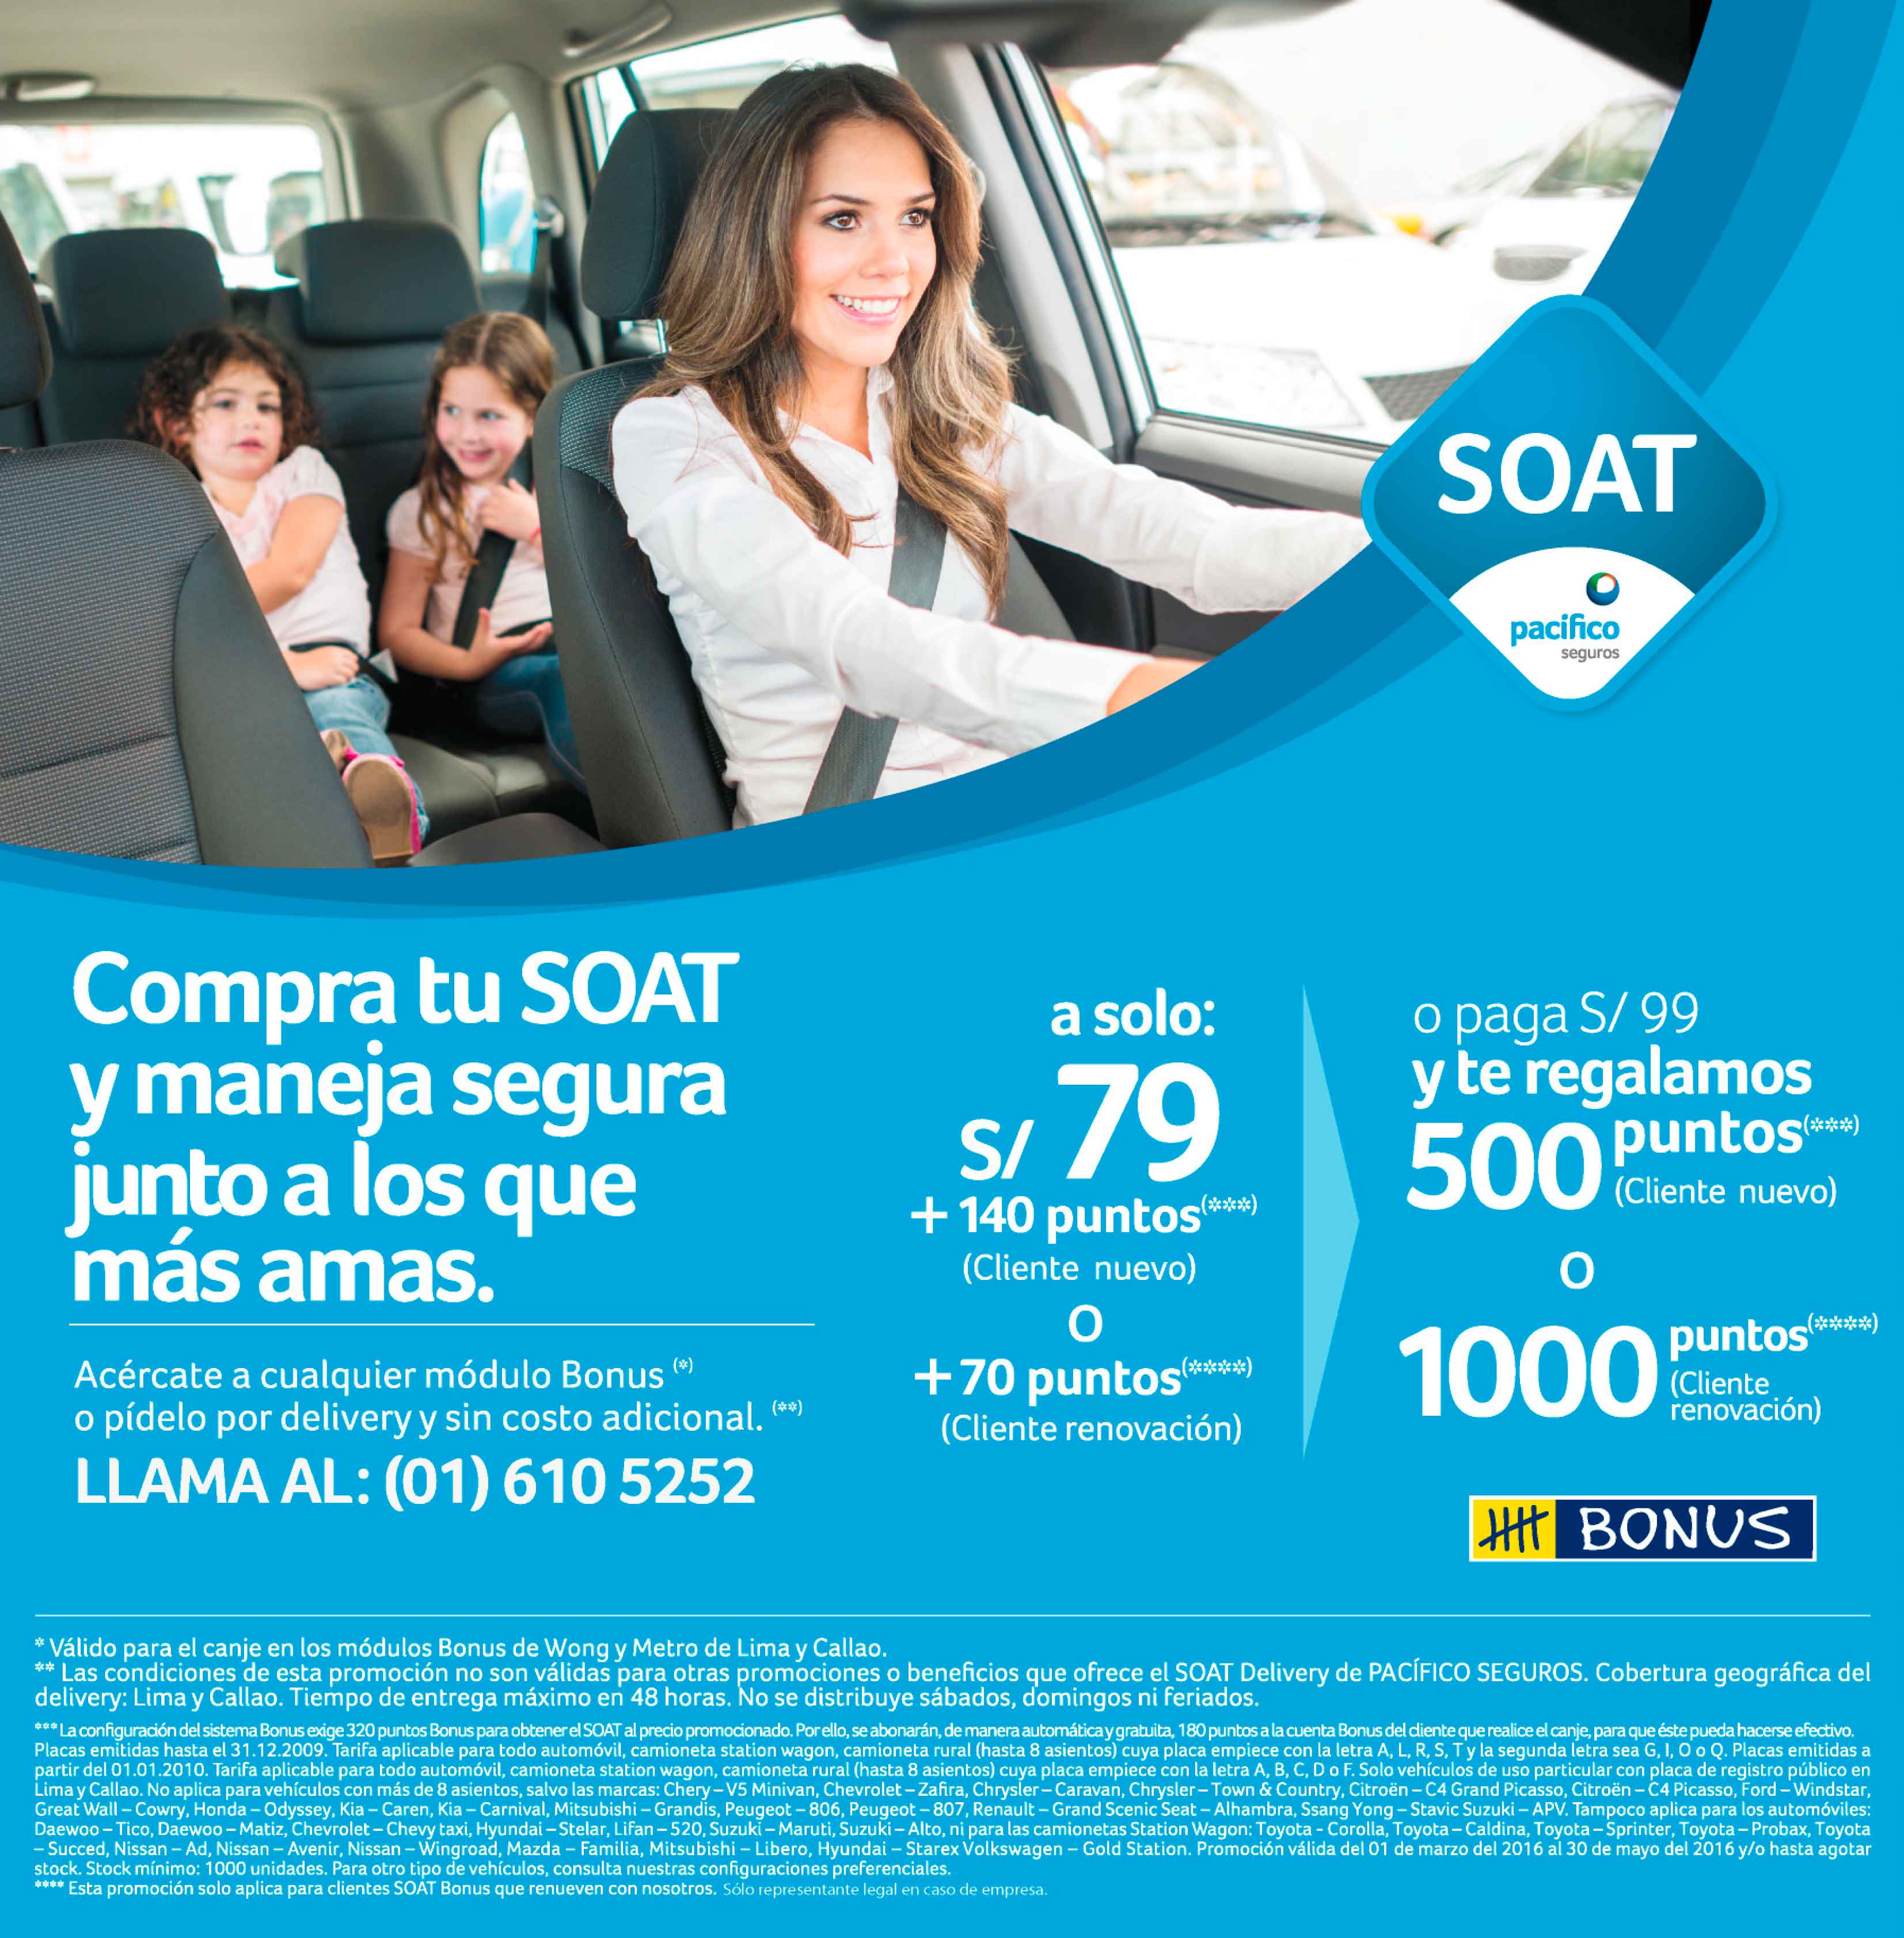 SOAT
pacifico
seguros
Compra tu SOAT
y maneja segura
junto a los que
más amas.
Acércate a cualquier módulo Bonus (*)
o pídelo por delivery y sin costo adicional. (**)
LLAMA AL: (01) 610 5252
a solo:
S/ 79
+ 140 puntos(***)
(Cliente nuevo)
o
+ 70 puntos(****)
(Cliente renovación)
o paga S/ 99
y te regalamos
500 puntos(***)
(Cliente nuevo)
o
1000 puntos(****)
(Cliente
renovación)
BONUS
* Válido para el canje en los módulos Bonus de Wong y Metro de Lima y Callao.
** Las condiciones de esta promoción no son válidas para otras promociones o beneficios que ofrece el SOAT Delivery de PACÍFICO SEGUROS. Cobertura geográfica del
delivery: Lima y Callao. Tiempo de entrega máximo en 48 horas. No se distribuye sábados, domingos ni feriados.
*** La configuración del sistema Bonus exige 320 puntos Bonus para obtener el SOAT al precio promocionado. Por ello, se abonarán, de manera automática y gratuita, 180 puntos a la cuenta Bonus del cliente que realice el canje, para que éste pueda hacerse efectivo.
Placas emitidas hasta el 31.12.2009. Tarifa aplicable para todo automóvil, camioneta station wagon, camioneta rural (hasta 8 asientos) cuya placa empiece con la letra A, L, R, S, T y la segunda letra sea G, I, O o Q. Placas emitidas a
partir del 01.01.2010. Tarifa aplicable para todo automóvil, camioneta station wagon, camioneta rural (hasta 8 asientos) cuya placa empiece con la letra A, B, C, D o F. Solo vehículos de uso particular con placa de registro público en
Lima y Callao. No aplica para vehículos con más de 8 asientos, salvo las marcas: Chery – V5 Minivan, Chevrolet – Zafira, Chrysler – Caravan, Chrysler – Town & Country, Citroën – C4 Grand Picasso, Citroën – C4 Picasso, Ford – Windstar,
Great Wall – Cowry, Honda – Odyssey, Kia – Caren, Kia – Carnival, Mitsubishi – Grandis, Peugeot – 806, Peugeot – 807, Renault – Grand Scenic Seat – Alhambra, Ssang Yong – Stavic Suzuki – APV. Tampoco aplica para los automóviles:
Daewoo – Tico, Daewoo – Matiz, Chevrolet – Chevy taxi, Hyundai – Stelar, Lifan – 520, Suzuki – Maruti, Suzuki – Alto, ni para las camionetas Station Wagon: Toyota - Corolla, Toyota – Caldina, Toyota – Sprinter, Toyota – Probax, Toyota
– Succed, Nissan – Ad, Nissan – Avenir, Nissan – Wingroad, Mazda – Familia, Mitsubishi – Libero, Hyundai – Starex Volkswagen – Gold Station. Promoción válida del 01 de marzo del 2016 al 30 de mayo del 2016 y/o hasta agotar
stock. Stock mínimo: 1000 unidades. Para otro tipo de vehículos, consulta nuestras configuraciones preferenciales.
**** Esta promoción solo aplica para clientes SOAT Bonus que renueven con nosotros. Sólo representante legal en caso de empresa.